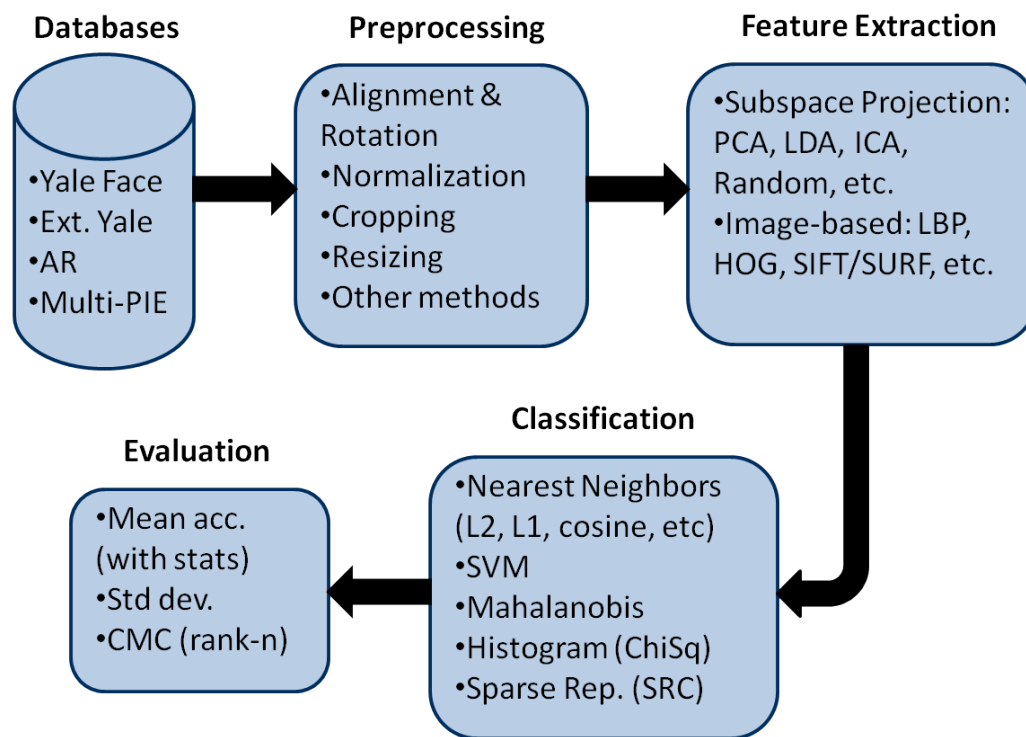 Databases
•Yale Face
•Ext. Yale
•AR
•Multi-PIE
Preprocessing
•Alignment &
Rotation
•Normalization
•Cropping
•Resizing
•Other methods
Feature Extraction
•Subspace Projection:
PCA, LDA, ICA,
Random, etc.
•Image-based: LBP,
HOG, SIFT/SURF, etc.
Classification
•Nearest Neighbors
(L2, L1, cosine, etc)
•SVM
•Mahalanobis
•Histogram (ChiSq)
•Sparse Rep. (SRC)
Evaluation
•Mean acc.
(with stats)
•Std dev.
•CMC (rank-n)